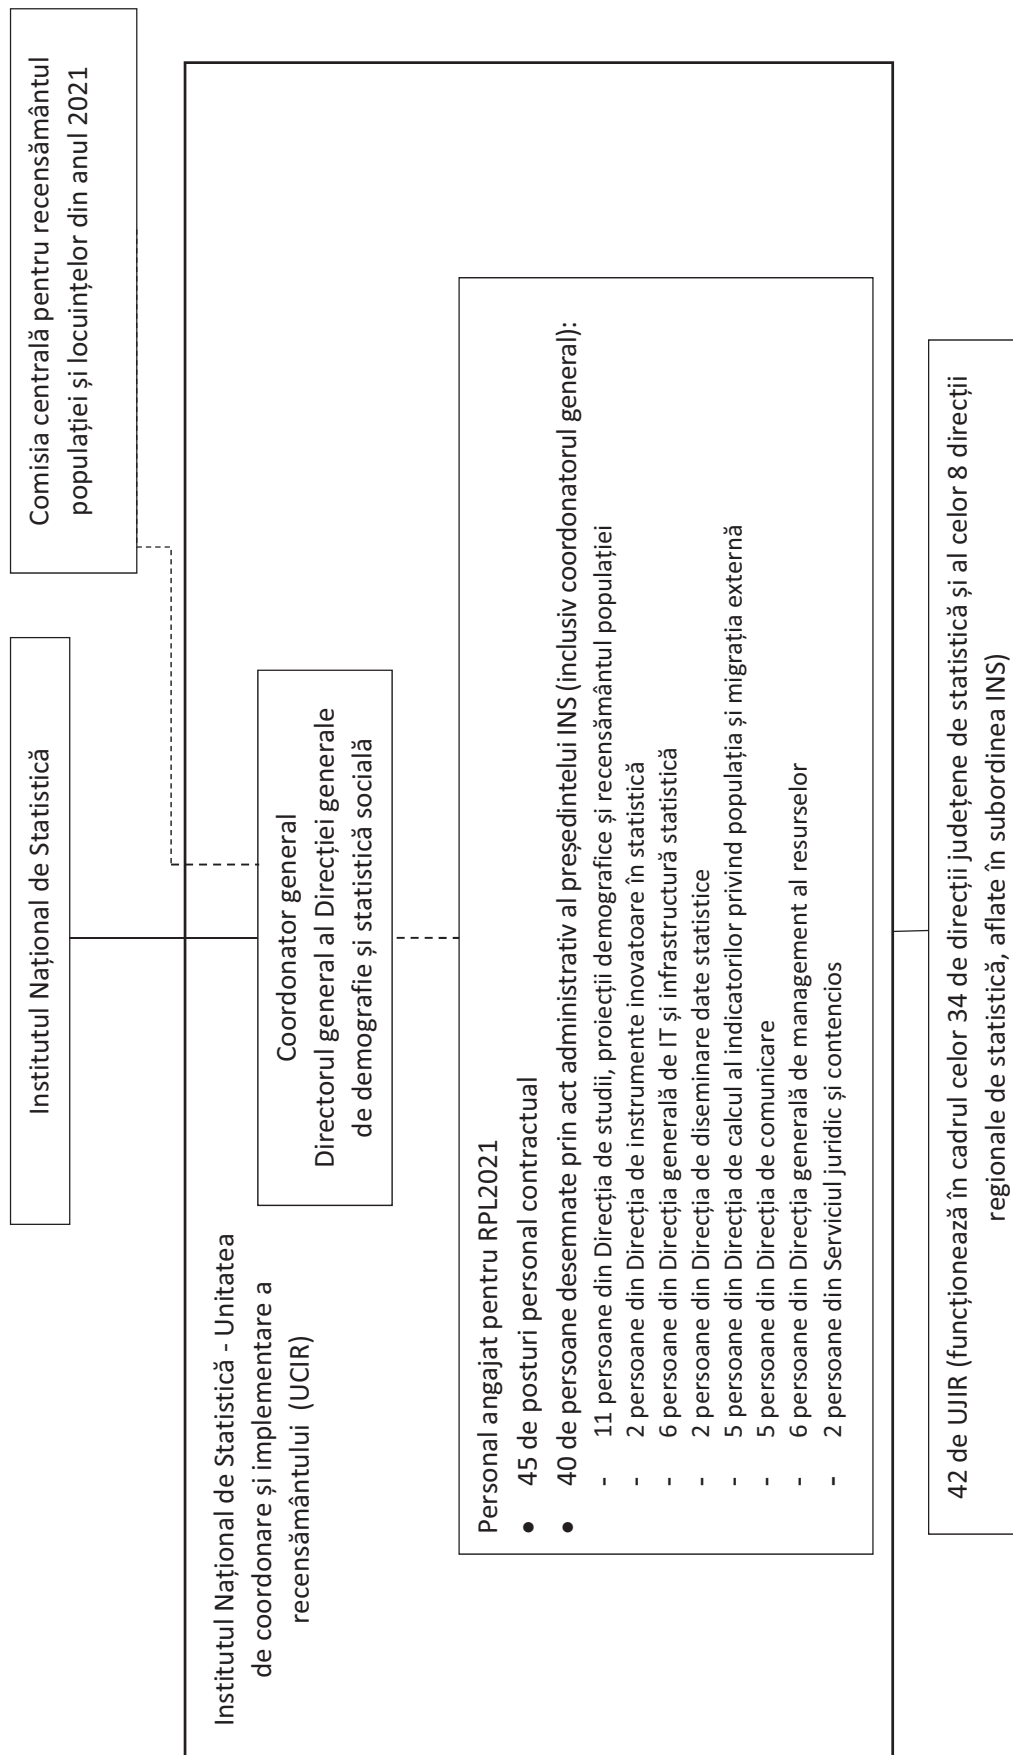 Institutul Național de Statistică
Comisia centrală pentru recensământul
populației și locuințelor din anul 2021
Institutul Național de Statistică - Unitatea
de coordonare și implementare a
recensământului (UCIR)
Coordonator general
Directorul general al Direcției generale
de demografie și statistică socială
Personal angajat pentru RPL2021
• 45 de posturi personal contractual
• 40 de persoane desemnate prin act administrativ al președintelui INS (inclusiv coordonatorul general):
- 11 persoane din Direcția de studii, proiecții demografice și recensământul populației
- 2 persoane din Direcția de instrumente inovatoare în statistică
- 6 persoane din Direcția generală de IT și infrastructură statistică
- 2 persoane din Direcția de diseminare date statistice
- 5 persoane din Direcția de calcul al indicatorilor privind populația și migrația externă
- 5 persoane din Direcția de comunicare
- 6 persoane din Direcția generală de management al resurselor
- 2 persoane din Serviciul juridic și contencios
42 de UJIR (funcționează în cadrul celor 34 de direcții județene de statistică și al celor 8 direcții
regionale de statistică, aflate în subordinea INS)